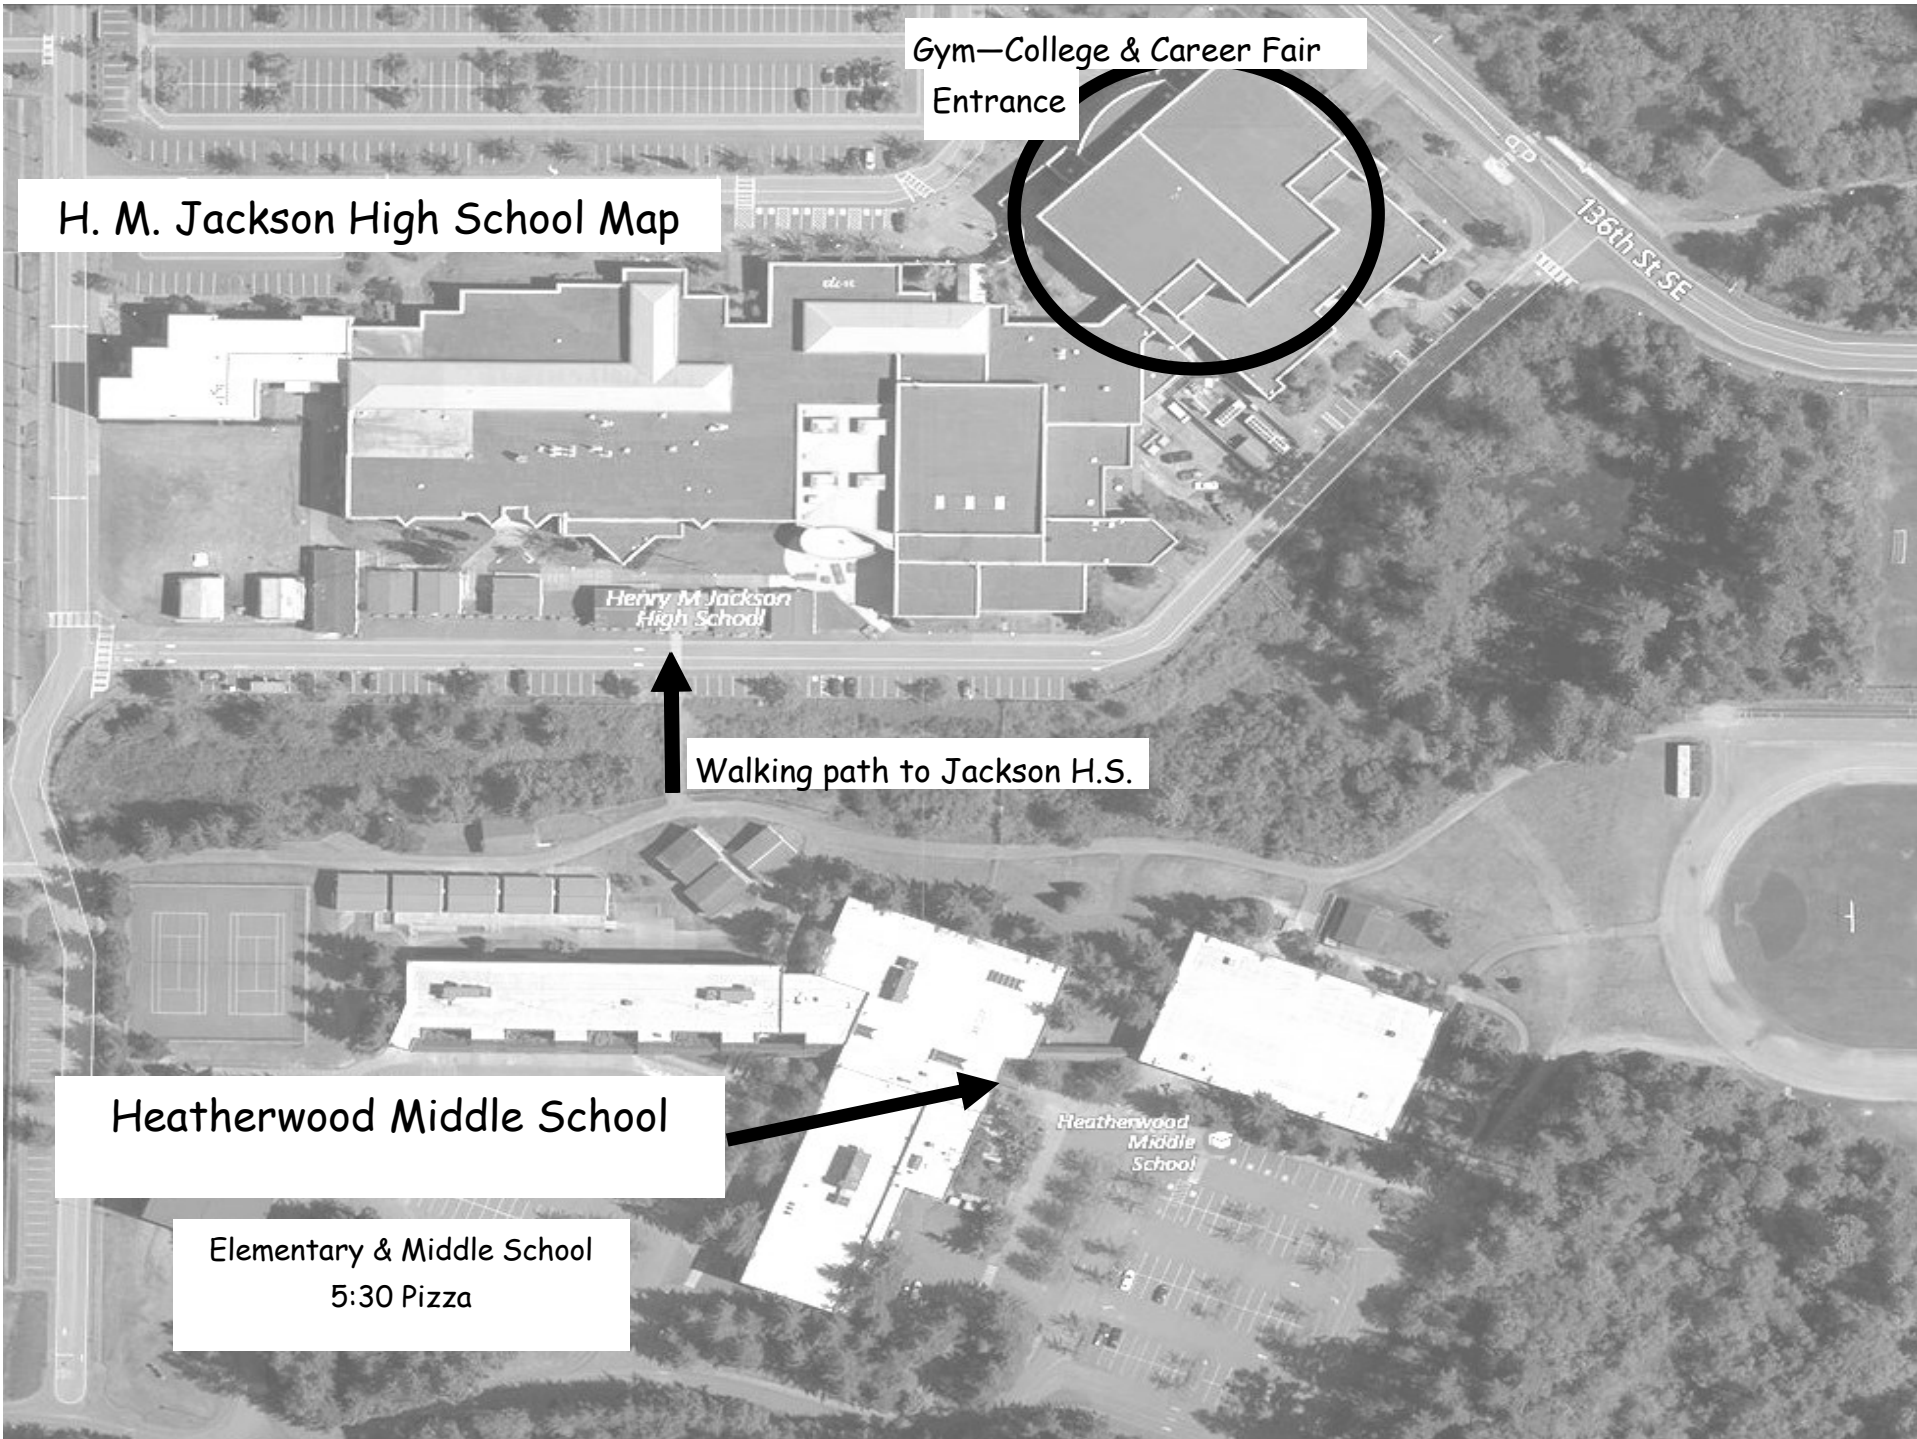 Gym—College & Career Fair
Entrance
H. M. Jackson High School Map
136th St SE
Henry M Jackson
High School
Walking path to Jackson H.S.
Heatherwood Middle School
Heatherwood
Middle
School
Elementary & Middle School
5:30 Pizza